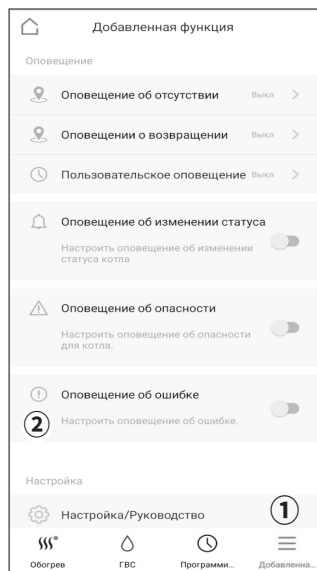 Добавленная функция
Оповещение
Оповещение об отсутствии Выкл
Оповещении о возвращении Выкл
Пользовательское оповещение Выкл
Оповещение об изменении статуса
Настроить оповещение об изменении
статуса котла
Оповещение об опасности
Настроить оповещение об опасности
для котла.
Оповещение об ошибке
2 Настроить оповещение об ошибке.
Настройка
Настройка/Руководство
1
Обогрев ГВС Программи... Добавленна...